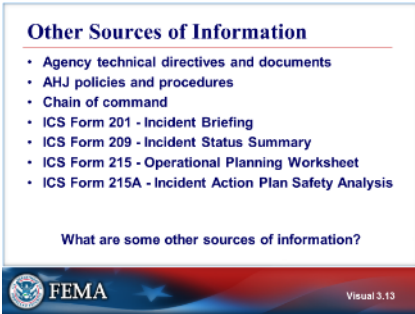 Other Sources of Information
• Agency technical directives and documents
• AHJ policies and procedures
• Chain of command
• ICS Form 201 - Incident Briefing
• ICS Form 209 - Incident Status Summary
• ICS Form 215 - Operational Planning Worksheet
• ICS Form 215A - Incident Action Plan Safety Analysis
What are some other sources of information?
FEMA
Visual 3.13